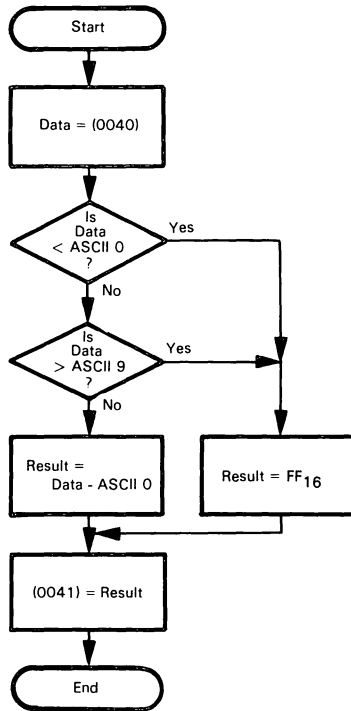 Start
Data = (0040)
Is
Data
< ASCII 0
?
Yes
No
Is
Data
> ASCII 9
?
Yes
No
Result =
Data - ASCII 0
Result = FF16
(0041) = Result
End